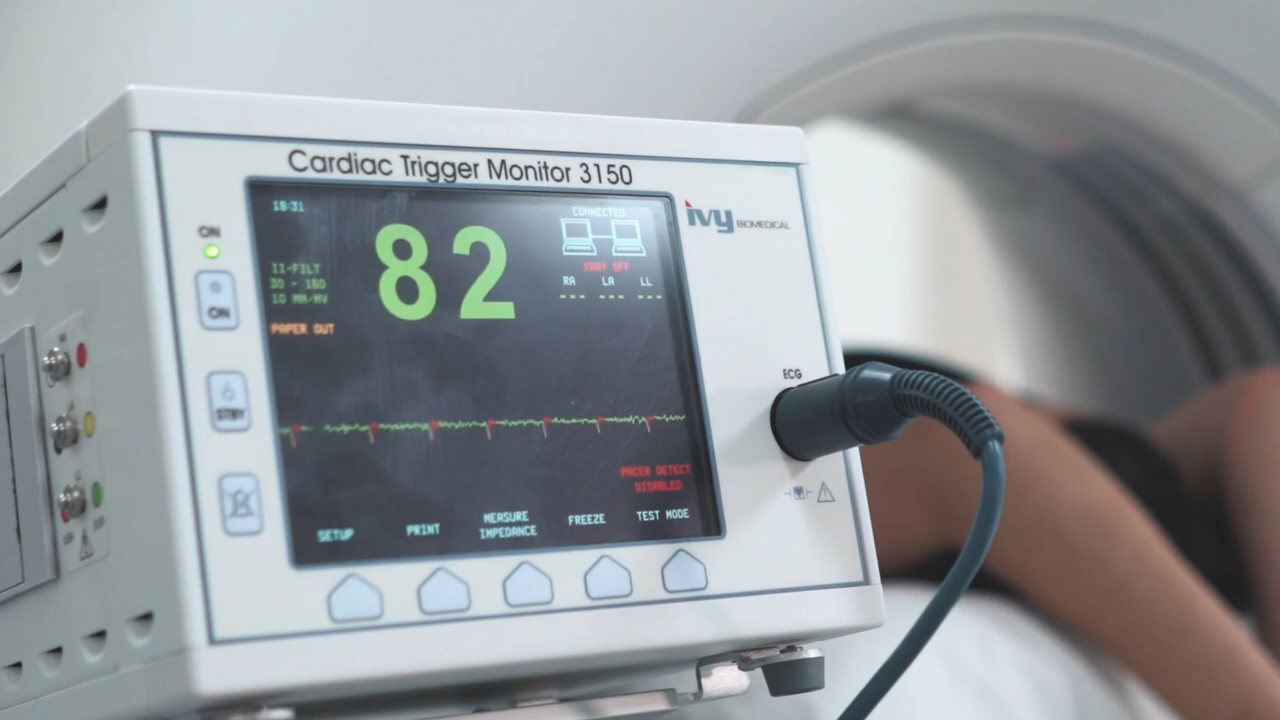 Cardiac Trigger Monitor 3150
ivy BIOMEDICAL
18:31
82
CONNECTED
XRAY OFF
RA LA LL
--- --- ---
II-FILT
30 - 150
10 MM/MV
PAPER OUT
PACER DETECT
DISABLED
SETUP PRINT MEASURE IMPEDANCE FREEZE TEST MODE
ON
ON
STBY
ECG